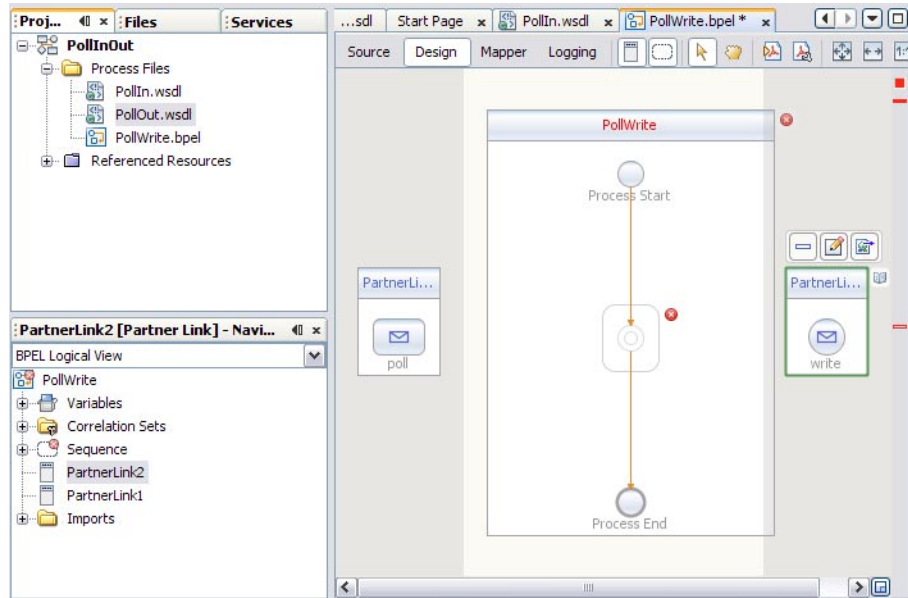 Proj...
Files
Services
PollInOut
Process Files
PollIn.wsdl
PollOut.wsdl
PollWrite.bpel
Referenced Resources
PartnerLink2 [Partner Link] - Navi...
BPEL Logical View
PollWrite
Variables
Correlation Sets
Sequence
PartnerLink2
PartnerLink1
Imports
...sdl
Start Page
PollIn.wsdl
PollWrite.bpel *
Source
Design
Mapper
Logging
PollWrite
Process Start
PartnerLi...
poll
PartnerLi...
write
Process End